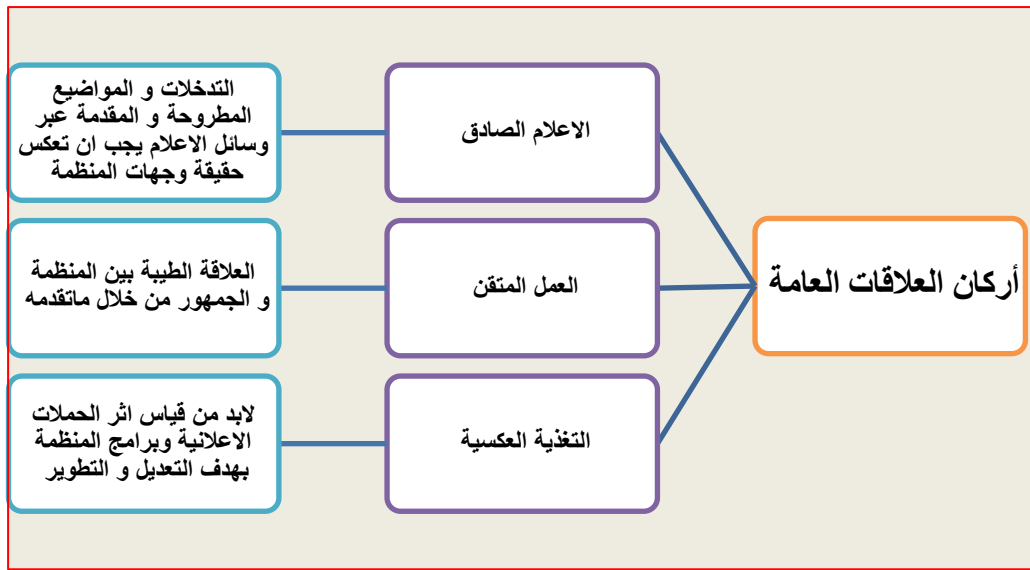 أركان العلاقات العامة
الاعلام الصادق
التدخلات و المواضيع
المطروحة و المقدمة عبر
وسائل الاعلام يجب ان تعكس
حقيقة وجهات المنظمة
العمل المتقن
العلاقة الطيبة بين المنظمة
و الجمهور من خلال ماتقدمه
التغذية العكسية
لابد من قياس اثر الحملات
الاعلانية وبرامج المنظمة
بهدف التعديل و التطوير